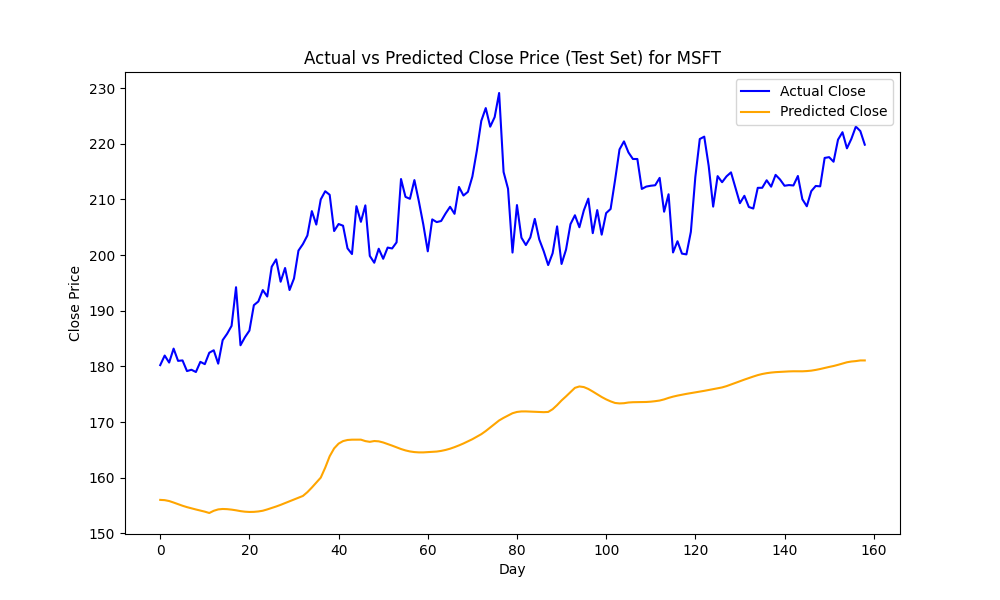 Actual vs Predicted Close Price (Test Set) for MSFT
Actual Close
Predicted Close
Close Price
230
220
210
200
190
180
170
160
150
0 20 40 60 80 100 120 140 160
Day